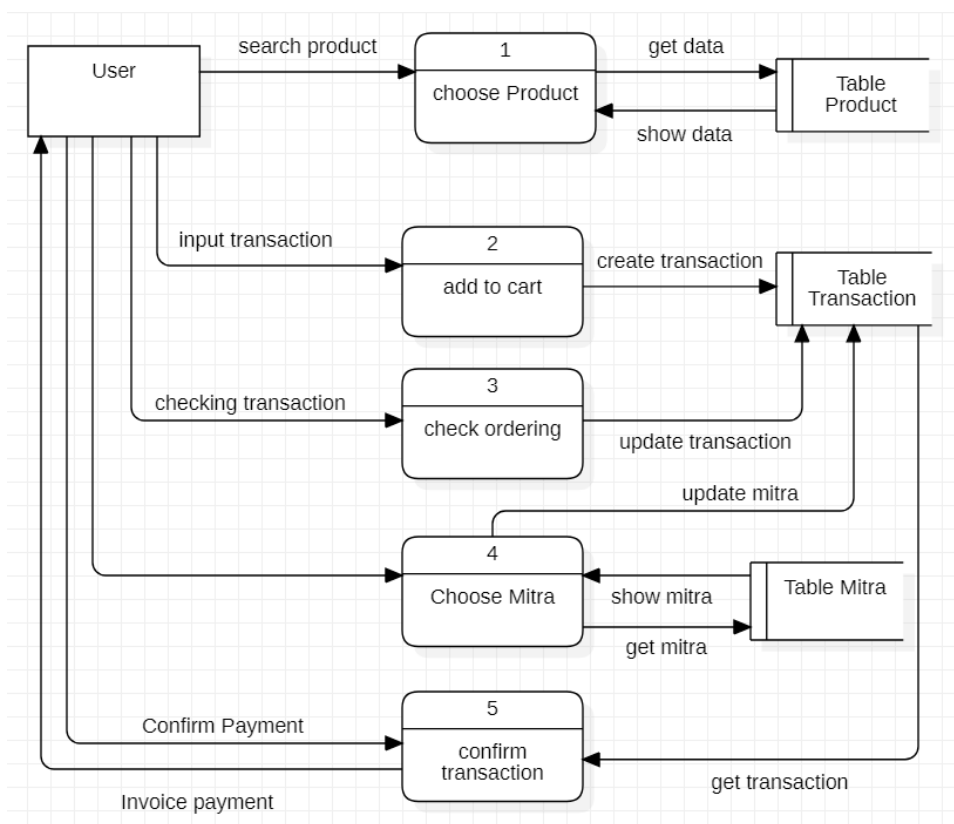 User
search product
1
choose Product
get data
show data
Table
Product
input transaction
2
add to cart
create transaction
Table
Transaction
checking transaction
3
check ordering
update transaction
update mitra
4
Choose Mitra
show mitra
get mitra
Table Mitra
Confirm Payment
5
confirm
transaction
Invoice payment
get transaction